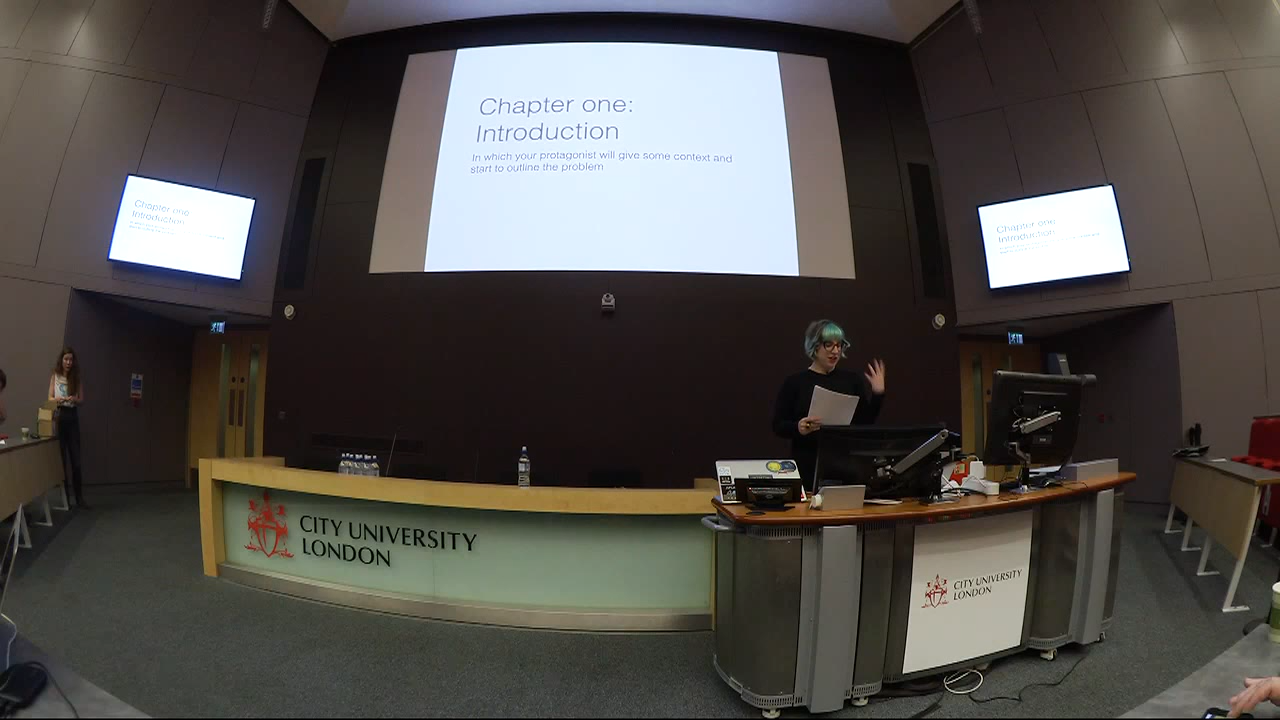 Chapter one:
Introduction
In which your protagonist will give some context and
start to outline the problem
Chapter one:
Introduction
Chapter one:
Introduction
CITY UNIVERSITY
LONDON
CITY UNIVERSITY
LONDON